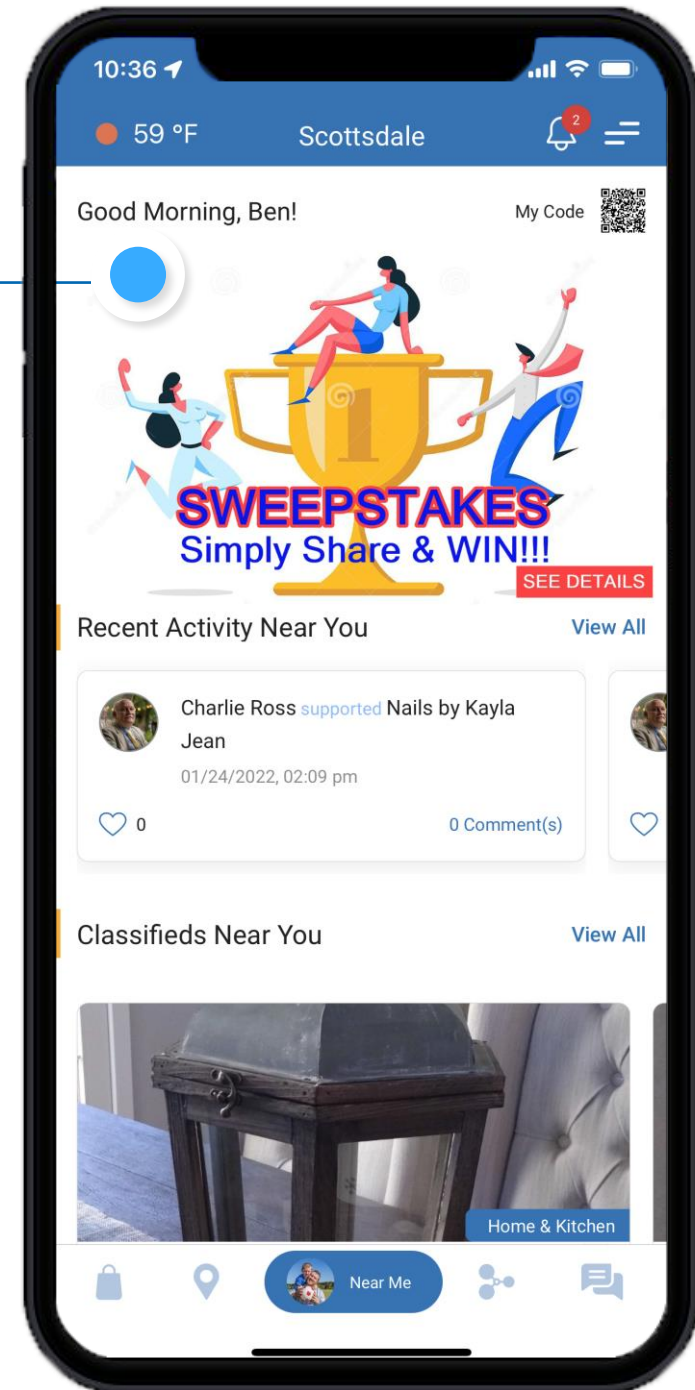 10:36
59 °F
Scottsdale
2
Good Morning, Ben!
My Code
1
SWEEPSTAKES
Simply Share & WIN!!!
SEE DETAILS
Recent Activity Near You
View All
Charlie Ross supported Nails by Kayla
Jean
01/24/2022, 02:09 pm
0
0 Comment(s)
Classifieds Near You
View All
Home & Kitchen
Near Me